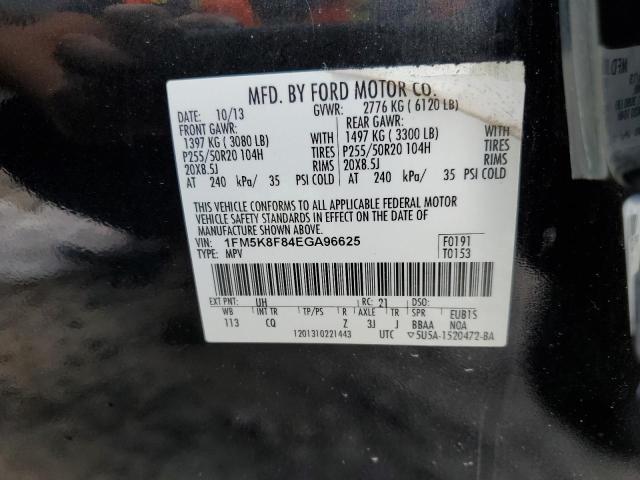 MFD. BY FORD MOTOR CO.
DATE: 10/13 GVWR: 2776 KG ( 6120 LB)
FRONT GAWR: REAR GAWR:
1397 KG ( 3080 LB) WITH 1497 KG ( 3300 LB) WITH
P255/50R20 104H TIRES P255/50R20 104H TIRES
20X8.5J RIMS 20X8.5J RIMS
AT 240 kPa/ 35 PSI COLD AT 240 kPa/ 35 PSI COLD
THIS VEHICLE CONFORMS TO ALL APPLICABLE FEDERAL MOTOR
VEHICLE SAFETY STANDARDS IN EFFECT ON THE DATE OF
MANUFACTURE SHOWN ABOVE.
VIN: 1FM5K8F84EGA96625 F0191
TYPE: MPV T0153
EXT PNT: UH RC: 21 DSO:
WB INT TR TP/PS R AXLE TR SPR EUB15
113 CQ Z 3J J BBAA NOA
1201310221443 UTC ▽5U5A-1520472-BA